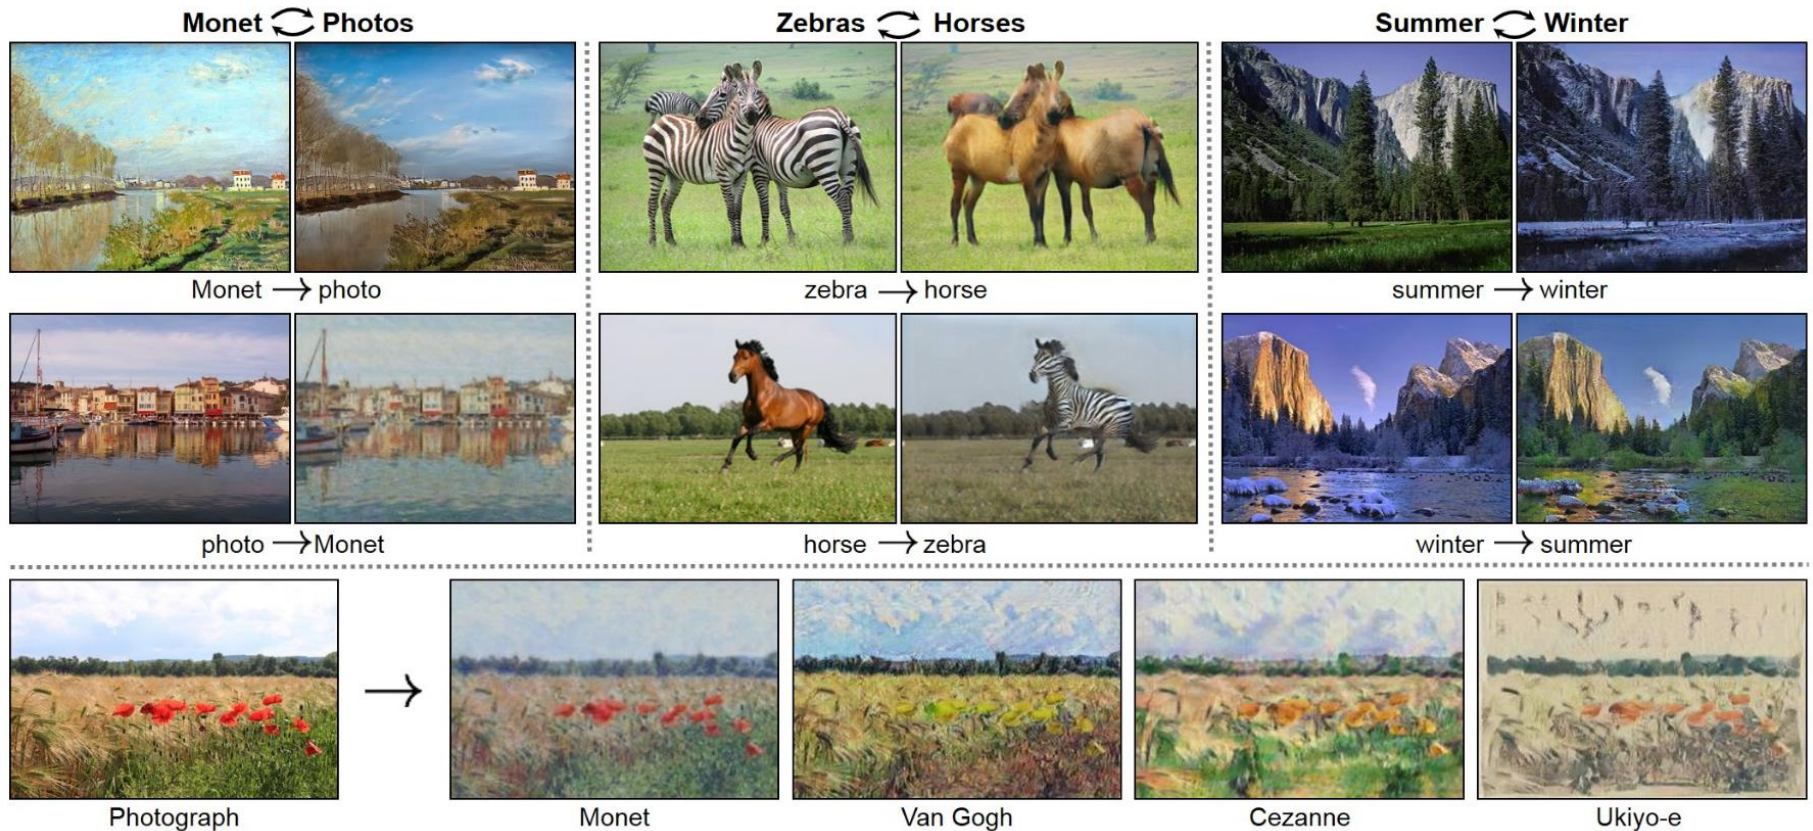 Monet Photos
Zebras Horses
Summer Winter
Monet → photo
zebra → horse
summer → winter
photo → Monet
horse → zebra
winter → summer
Photograph
Monet
Van Gogh
Cezanne
Ukiyo-e